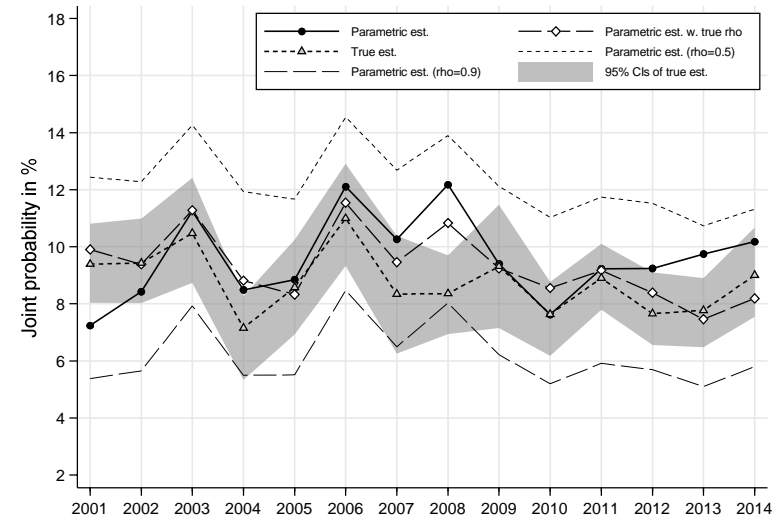 18
16
14
12
10
8
6
4
2
Joint probability in %
Parametric est.
True est.
Parametric est. (rho=0.9)
Parametric est. w. true rho
Parametric est. (rho=0.5)
95% CIs of true est.
2001 2002 2003 2004 2005 2006 2007 2008 2009 2010 2011 2012 2013 2014